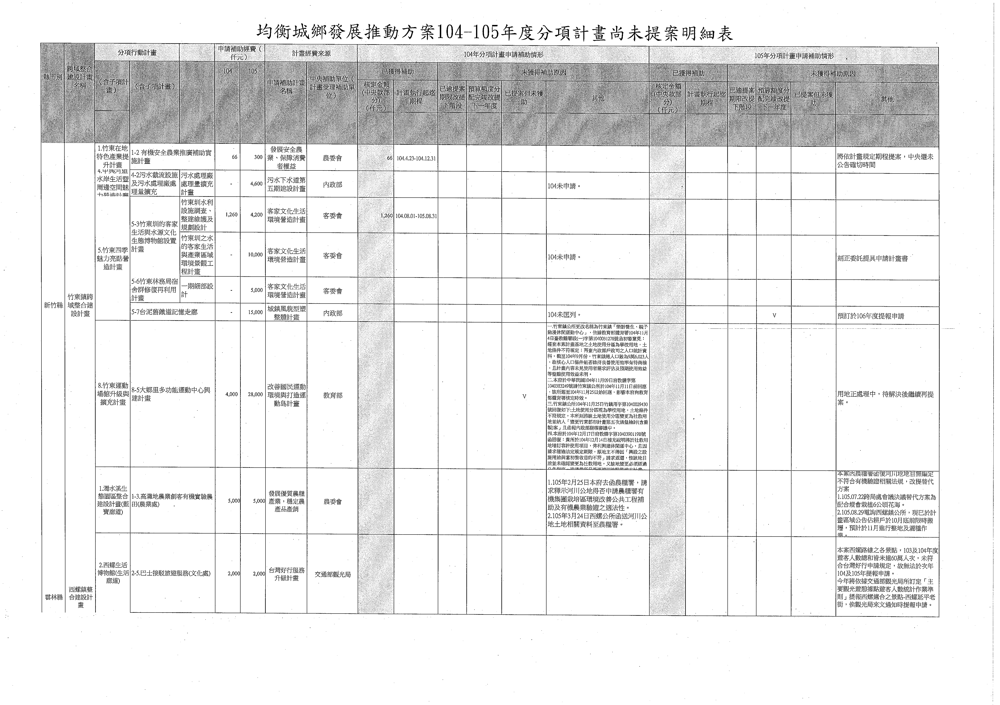 均衡城鄉發展推動方案104-105年度分項計畫尚未提案明細表
縣市別
跨域整合
建設計畫
名稱
分項行動計畫
(含子項計
畫)
(含子項計畫)
申請補助經費(
仟元)
104
105
計畫經費來源
申請補助計畫
名稱
中央補助單位(
計畫受理補助單
位)
104年分項計畫申請補助情形
已獲得補助
核定金額
(中央款部
分)
(仟元)
計畫執行起迄
期程
未獲得補助原因
已逾提案
期限改提
下階段
預算額度分
配完竣改提
下一年度
已提案但未獲
助
其他
105年分項計畫申請補助情形
已獲得補助
核定金額
(中央款部
分)
(仟元)
計畫執行起迄
期程
未獲得補助原因
已逾提案
期限改提
下階段
預算額度分
配完竣改提
下一年度
已提案但未獲
助
其他
新竹縣
竹東鎮跨
域整合建
設計畫
1.竹東在地
特色產業提
升計畫
1-2 有機安全農業推廣補助實
施計畫
66
300
發展安全農
業、保障消費
者權益
農委會
66
104.4.23-104.12.31
將依計畫規定期程提案，中央還未
公告確切時間
4.中興河道
水岸生活暨
周邊空間魅
力營造計畫
4-2污水截流設施
及污水處理廠處
理量擴充
污水處理廠
處理量擴充
計畫
-
4,600
污水下水道第
五期建設計畫
內政部
104未申請。
5.竹東四季
魅力亮點營
造計畫
5-3竹東圳的客家
生活與水源文化
生態博物館設置
計畫
竹東圳水利
設施調查、
整建維護及
規劃設計
1,260
4,200
客家文化生活
環境營造計畫
客委會
1,260
104.08.01-105.08.31
竹東圳之水
的客家生活
與產業區域
環境景觀工
程計畫
-
10,000
客家文化生活
環境營造計畫
客委會
104未申請。
刻正委託提具申請計畫書
5-6竹東林務局宿
舍群修復再利用
計畫
一期細部設
計
-
5,000
客家文化生活
環境營造計畫
客委會
5-7台泥舊鐵道記憶走廊
-
15,000
城鎮風貌型塑
整體計畫
內政部
104未匡列。
V
預訂於106年度提報申請
8.竹東運動
場館升級與
擴充計畫
8-5大鄉里多功能運動中心興
建計畫
4,000
28,000
改善國民運動
環境與打造運
動島計畫
教育部
V
一.竹東鎮公所更改名稱為竹東鎮「樂齡養生、親子
動漫休閒運動中心」，依據教育部體育署104年11月
4日臺教體署設(一)字第1040031278號函初審意見：
經查本案計畫基地之土地使用分區為學校用地，土
地條件不符規定；再查內政部戶政司之人口統計資
料，截至104年9月份，竹東鎮總人口數為9萬6,023人
，故核心人口條件能否維持良善使用效率有待商榷
，且計畫內容未見使用者需求評估及預期使用效益
等整體使用效益未明。
二.本府於中華民國104年11月09日府教體字第
1040383249號請竹東鎮公所於104年11月11日前回應
，該所遲至104年11月25日始回應，影響本府向教育
部體育署核定時效。
三.竹東鎮公所104年11月25日竹鎮用字第1040029430
號回復如下:土地使用分區現為學校用地，土地條件
不符規定，本所刻將該土地使用分區變更為社教用
地並納入「變更竹東都市計畫第五次通盤檢討(含重
製)案」且函報內政部辦理審議中。
四.本府於104年12月17日府教體字第1040390119B號
函回復：貴所於104年12月14日補充說明將於社教用
地增訂容許使用項目，俾利興建休閒運中心，且因
請求權逾法定規定期限，原地主不得因「興設之設
施用途與當初徵收目的不符」請求返還，惟該地目
前並未確認變更為社教用地，又該地變更必須經過
用地正處理中，待解決後繼續再提
案。
雲林縣
西螺鎮整
合建設計
畫
1.濁水溪生
態園區整合
建設計畫(藍
寶廊道)
1-3.高灘地農業創客有機實驗農
田(農業處)
5,000
5,000
發展優質農糧
產業，穩定農
產品產銷
農委會
1.105年2月25日本府去函農糧署，請
求釋示河川公地得否申請農糧署有
機集團栽培區環境改善公共工程補
助及有機農業驗證之適法性。
2.105年3月24日西螺公所函送河川公
地土地相關資料至農糧署。
本案因農糧署函復河川地地目無編定
不符合有機驗證相關法規，改提替代
方案
1.105.07.22跨局處會議決議替代方案為
配合燈會栽植6公頃花海。
2.105.08.29電詢西螺鎮公所，現已於計
畫區域公告佔耕戶於10月底前限時搬
遷，預計於11月進行整地及灑種作
業。
2.西螺生活
博物館(生活
廊道)
2-5.巴士接駁旅遊服務(文化處)
2,000
2,000
台灣好行服務
升級計畫
交通部觀光局
本案西螺路線之各景點，103及104年度
遊客人數總和皆未達60萬人次，未符
合台灣好行申請規定，故無法於次年
104及105年提報申請。
今年將依據交通部觀光局所訂定「主
要觀光遊憩據點遊客人數統計作業準
則」提報西螺適合之景點-西螺延平老
街，俟觀光局來文通知時提報申請。